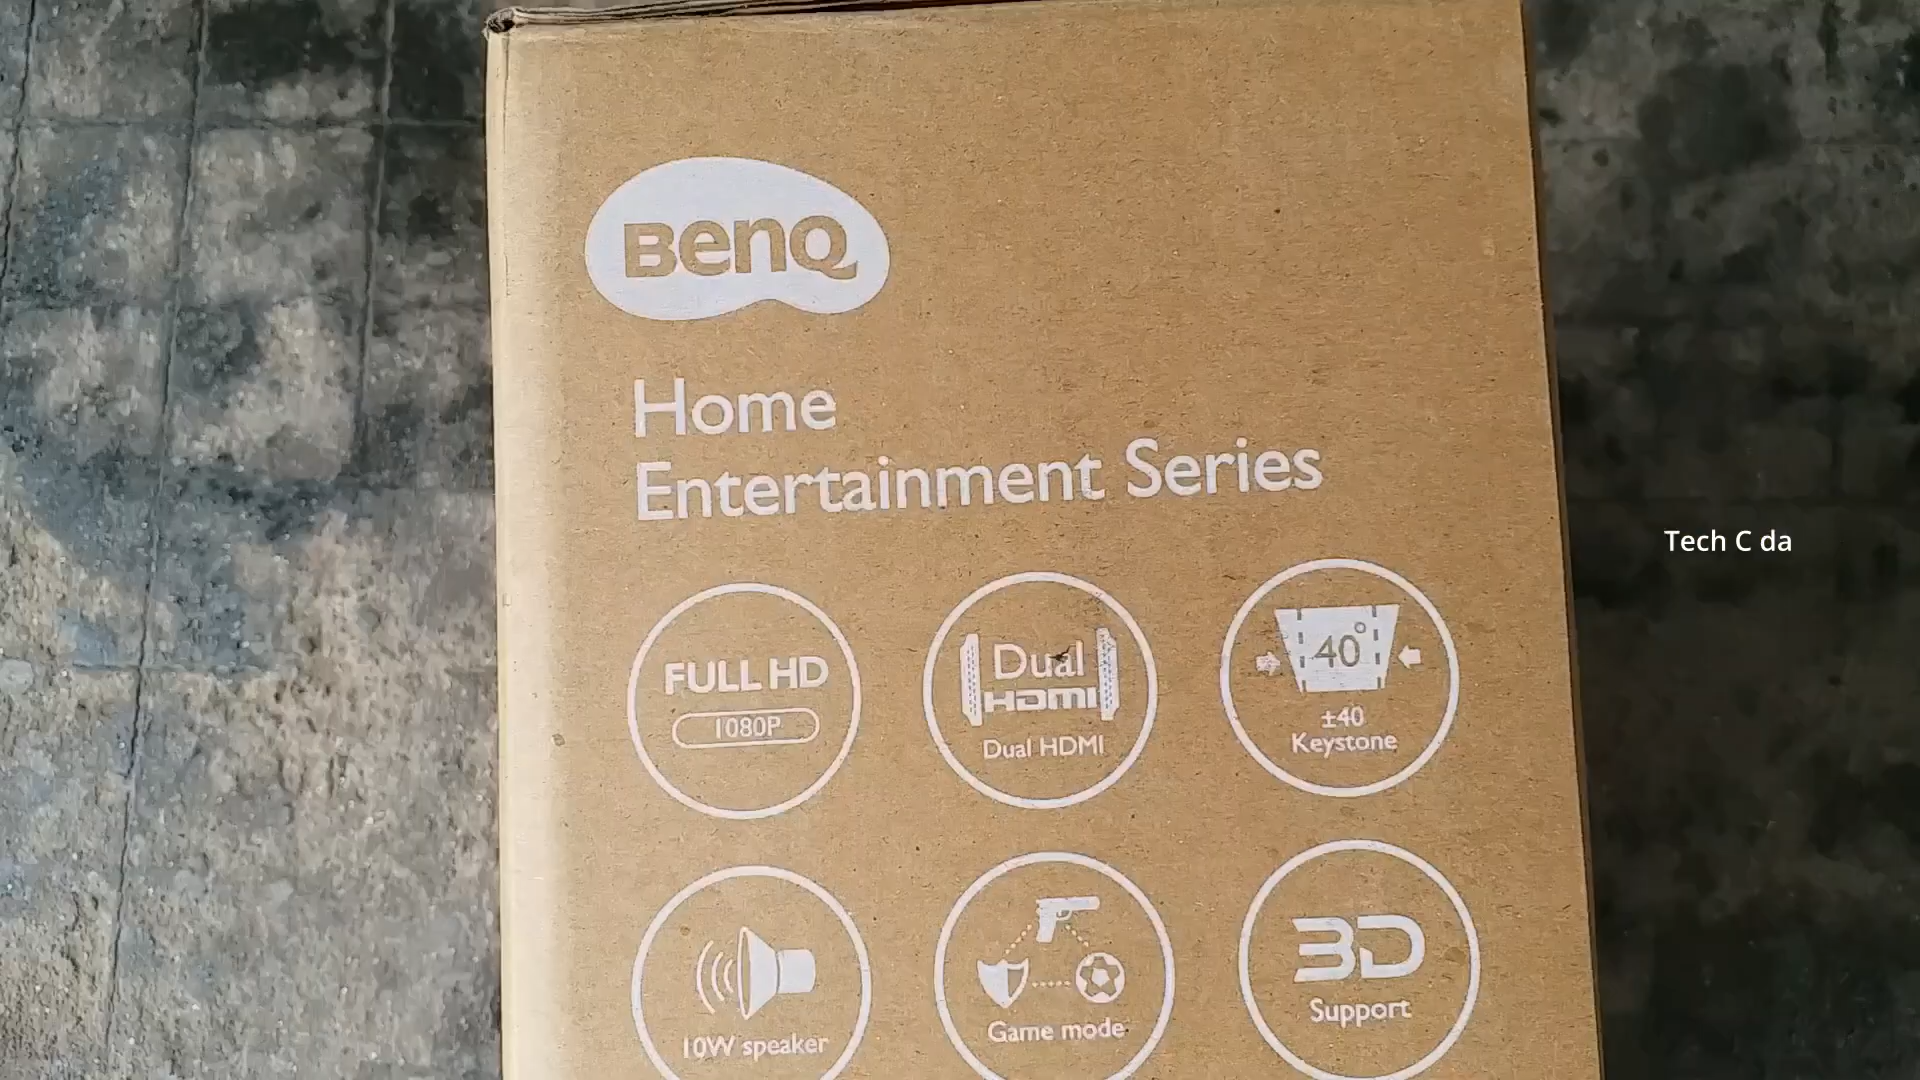 BenQ
Home
Entertainment Series
FULL HD
1080P
Dual
HDMI
Dual HDMI
40°
±40
Keystone
10W speaker
Game mode
3D
Support
Tech C da